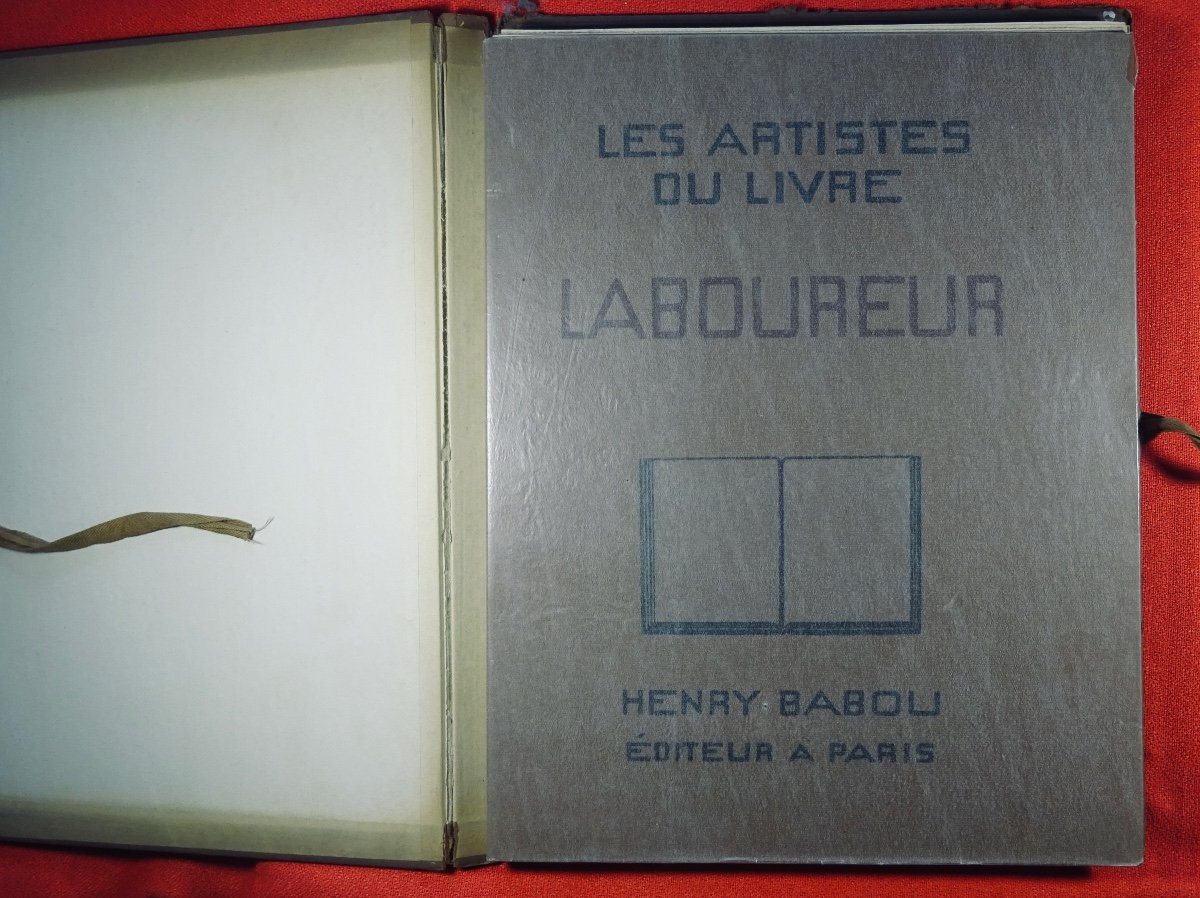 LES ARTISTES
DU LIVRE
LABOUREUR
HENRY BABOU
ÉDITEUR A PARIS